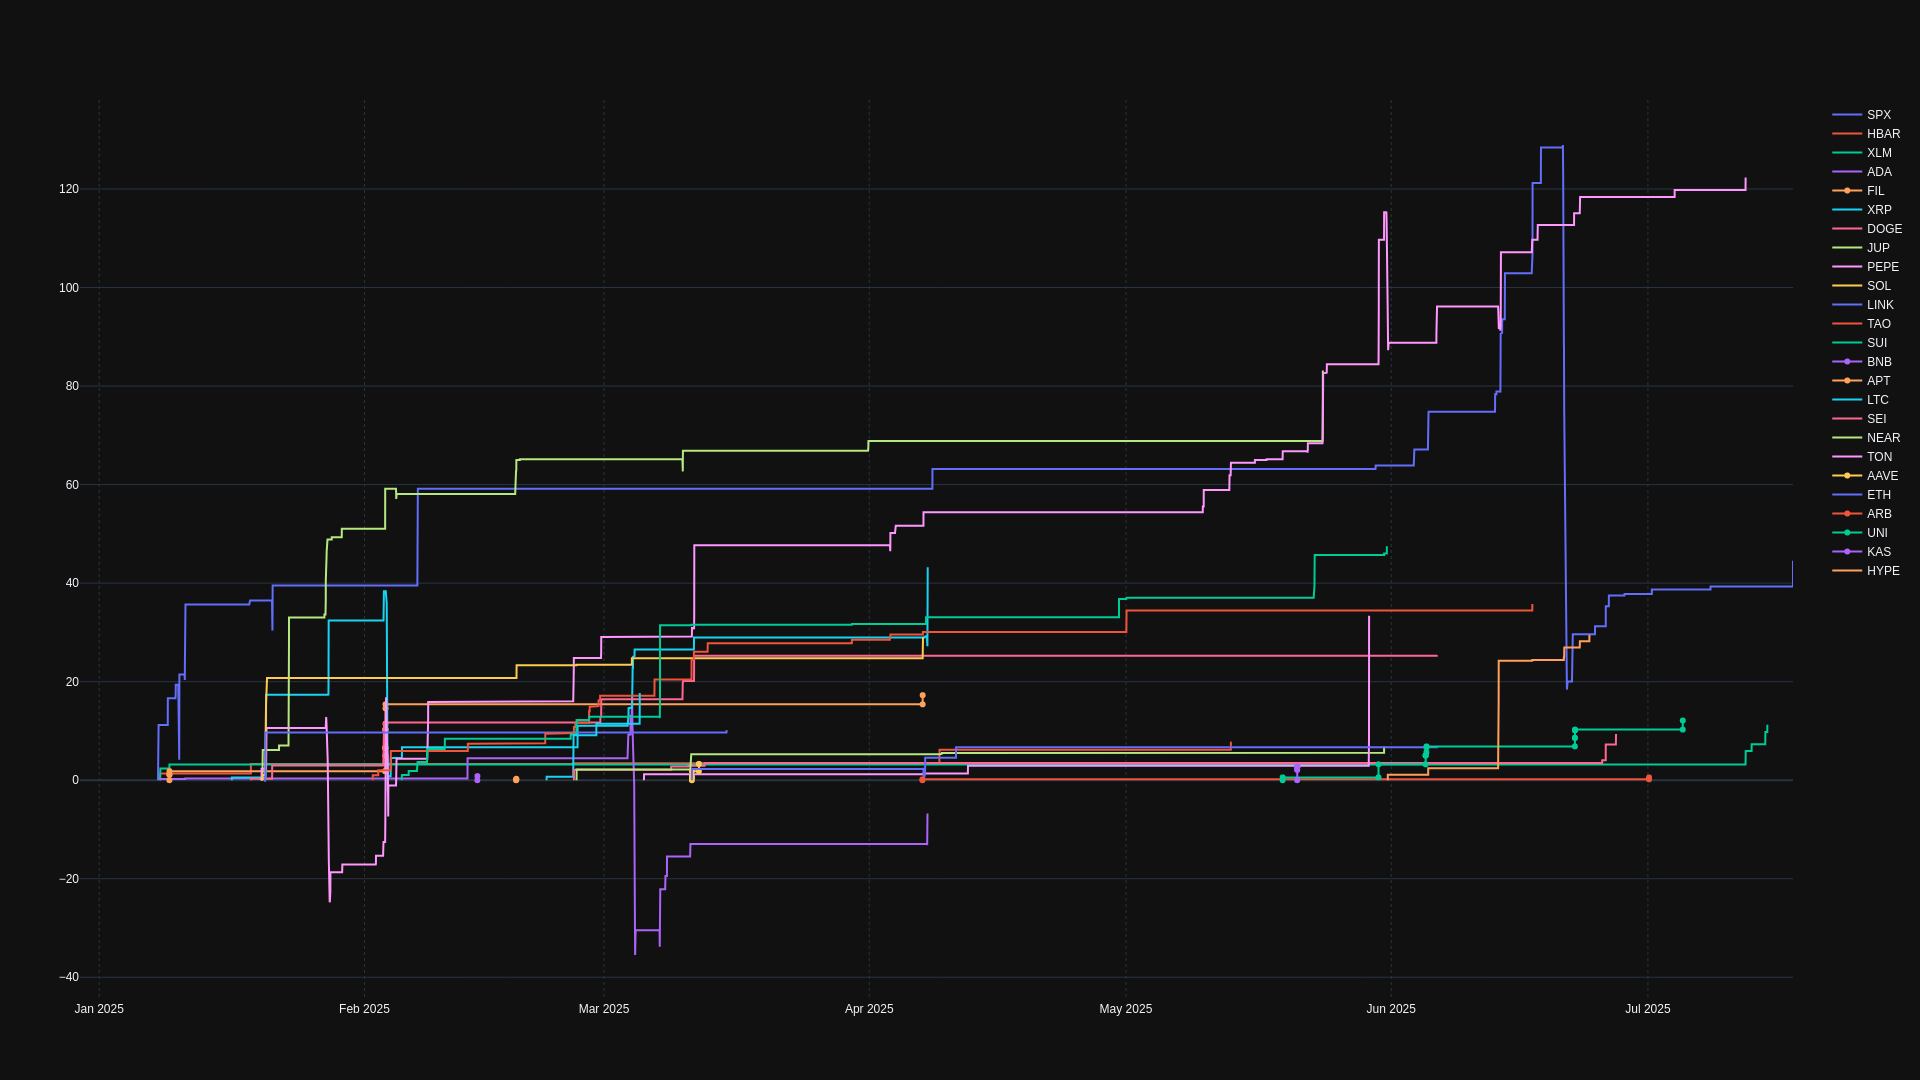 120
100
80
60
40
20
0
−20
−40
Jan 2025
Feb 2025
Mar 2025
Apr 2025
May 2025
Jun 2025
Jul 2025
SPX
HBAR
XLM
ADA
FIL
XRP
DOGE
JUP
PEPE
SOL
LINK
TAO
SUI
BNB
APT
LTC
SEI
NEAR
TON
AAVE
ETH
ARB
UNI
KAS
HYPE